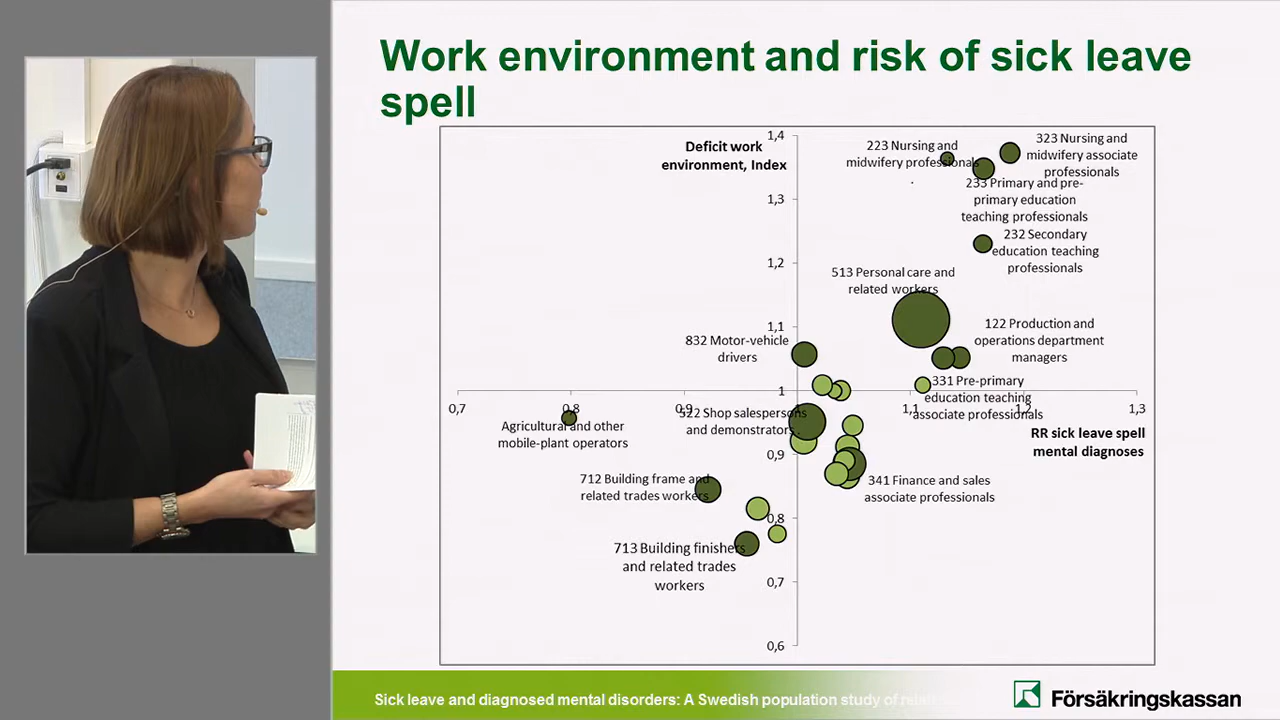 Work environment and risk of sick leave
spell
Deficit work
environment, Index
1,4
1,3
1,2
1,1
1
0,9
0,8
0,7
0,6
0,7
0,8
0,9
1
1,1
1,2
1,3
RR sick leave spell
mental diagnoses
223 Nursing and
midwifery professionals
323 Nursing and
midwifery associate
professionals
233 Primary and pre-
primary education
teaching professionals
232 Secondary
education teaching
professionals
513 Personal care and
related workers
122 Production and
operations department
managers
832 Motor-vehicle
drivers
331 Pre-primary
education teaching
associate professionals
522 Shop salespersons
and demonstrators
Agricultural and other
mobile-plant operators
712 Building frame and
related trades workers
341 Finance and sales
associate professionals
713 Building finishers
and related trades
workers
Sick leave and diagnosed mental disorders: A Swedish population study of
Försäkringskassan